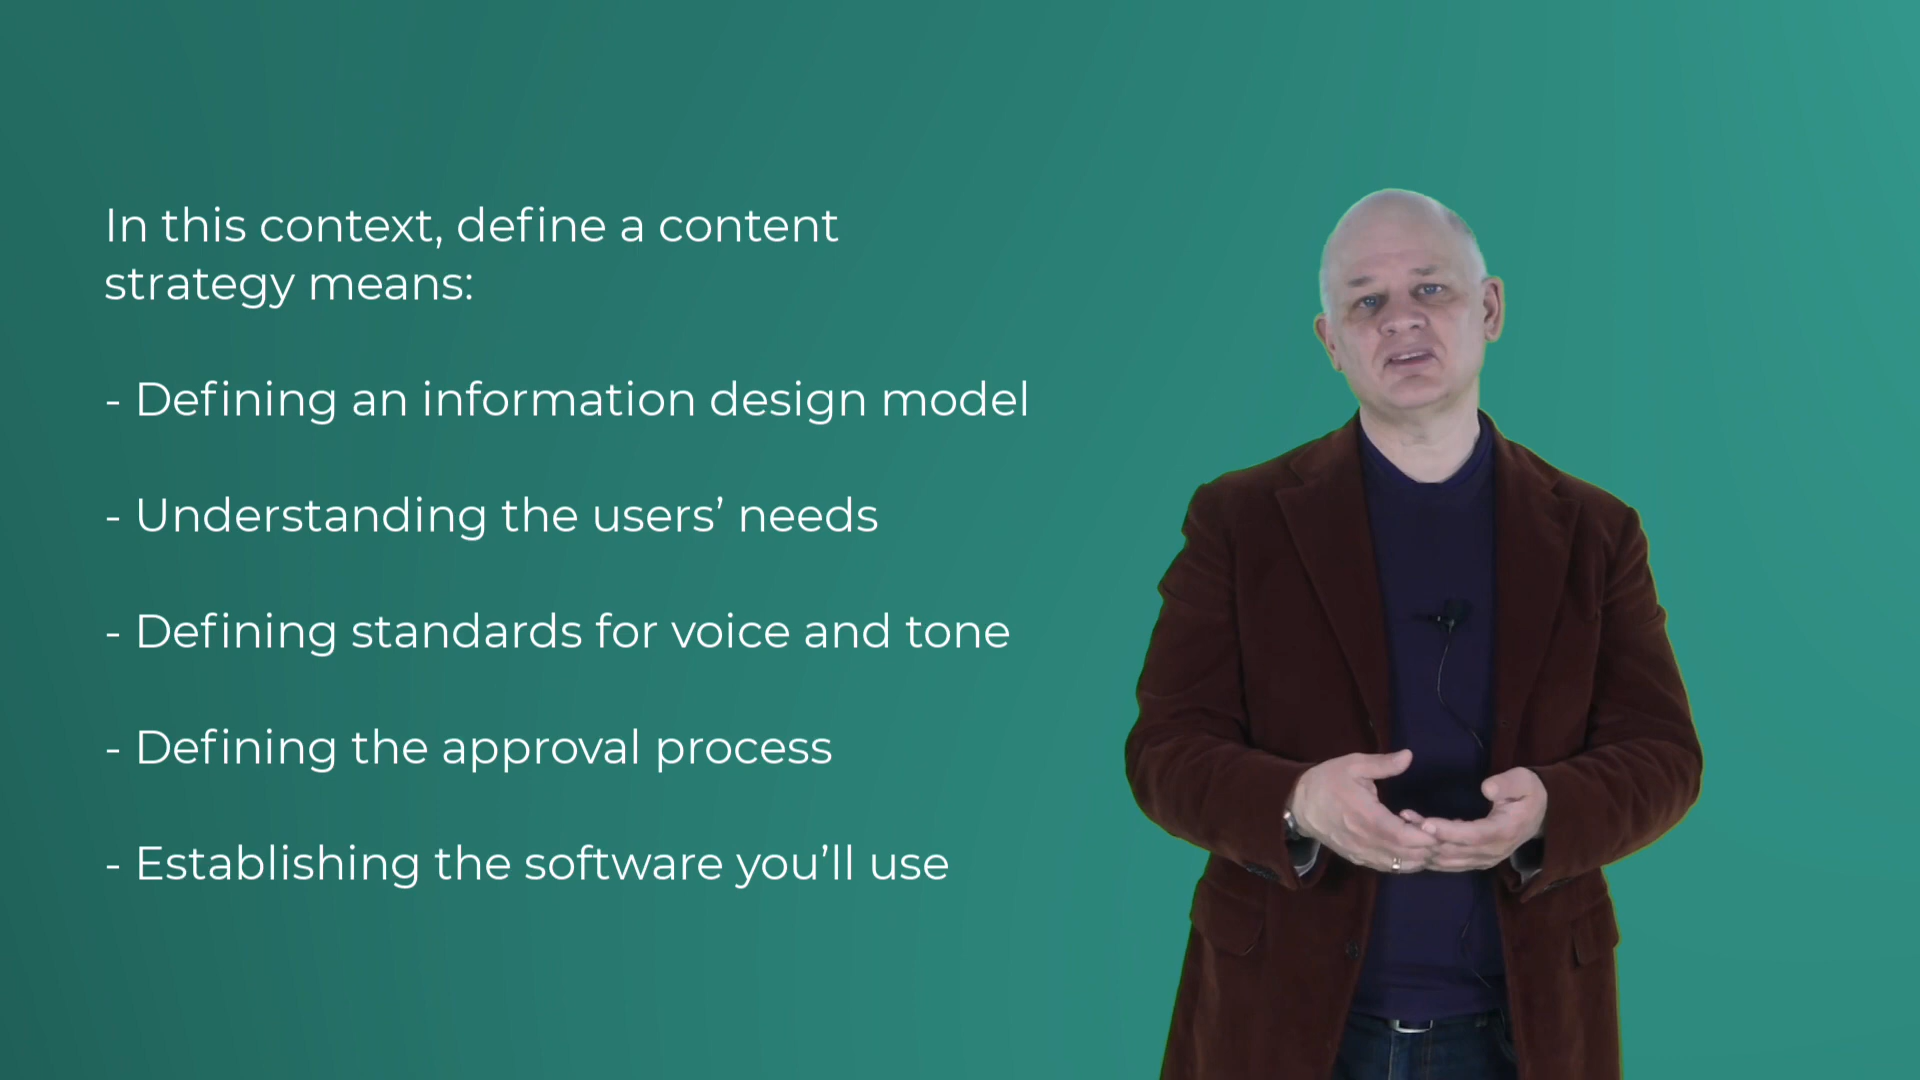 In this context, define a content
strategy means:
- Defining an information design model
- Understanding the users’ needs
- Defining standards for voice and tone
- Defining the approval process
- Establishing the software you’ll use